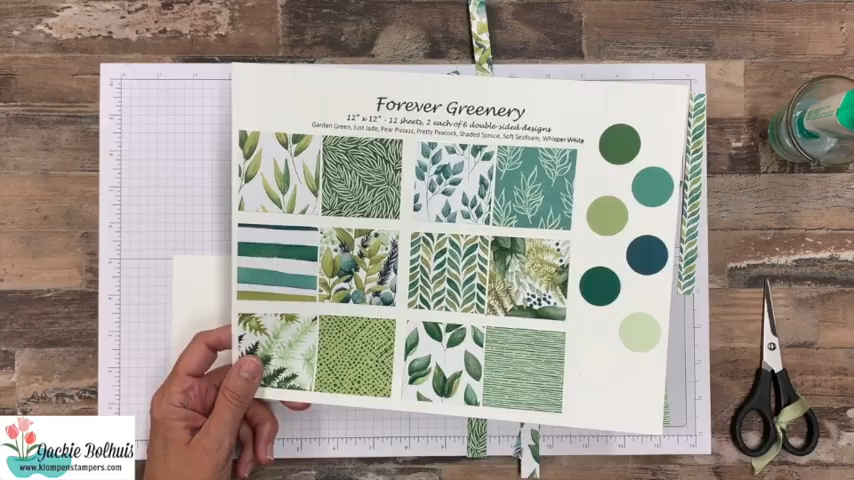 Forever Greenery
12" x 12" - 12 sheets, 2 each of 6 double-sided designs
Garden Green, Just Jade, Pear Pizzazz, Pretty Peacock, Shaded Spruce, Soft Seafoam, Whisper White
Jackie Bolhuis
www.klompenstampers.com